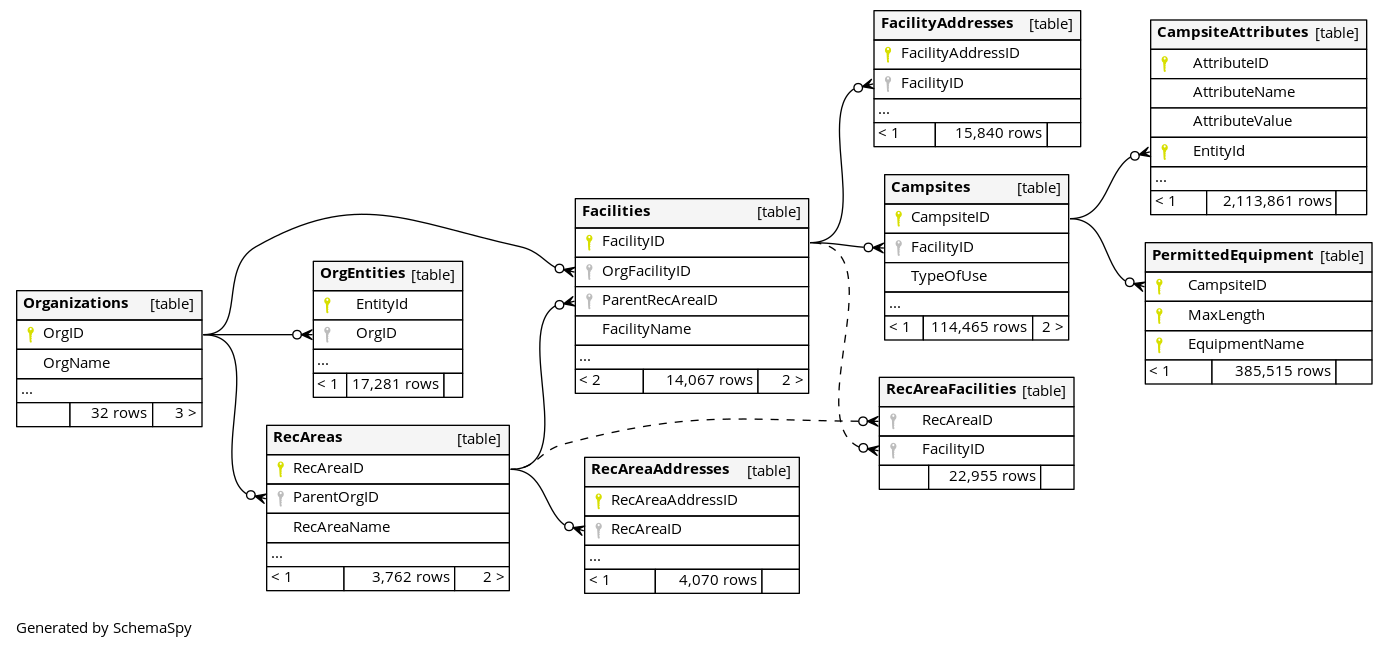 FacilityAddresses [table]
FacilityAddressID
FacilityID
...
< 1 15,840 rows
CampsiteAttributes [table]
AttributeID
AttributeName
AttributeValue
EntityId
...
< 1 2,113,861 rows
Campsites [table]
CampsiteID
FacilityID
TypeOfUse
...
< 1 114,465 rows 2 >
Facilities [table]
FacilityID
OrgFacilityID
ParentRecAreaID
FacilityName
...
< 2 14,067 rows 2 >
PermittedEquipment [table]
CampsiteID
MaxLength
EquipmentName
< 1 385,515 rows
OrgEntities [table]
EntityId
OrgID
...
< 1 17,281 rows
Organizations [table]
OrgID
OrgName
...
32 rows 3 >
RecAreaFacilities [table]
RecAreaID
FacilityID
22,955 rows
RecAreas [table]
RecAreaID
ParentOrgID
RecAreaName
...
< 1 3,762 rows 2 >
RecAreaAddresses [table]
RecAreaAddressID
RecAreaID
...
< 1 4,070 rows
Generated by SchemaSpy